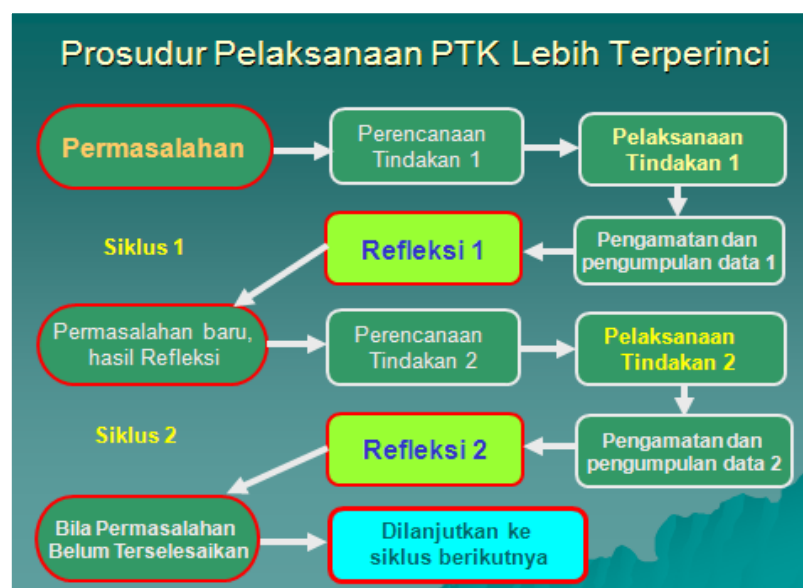 Prosudur Pelaksanaan PTK Lebih Terperinci
Permasalahan
Perencanaan
Tindakan 1
Pelaksanaan
Tindakan 1
Siklus 1
Refleksi 1
Pengamatan dan
pengumpulan data 1
Permasalahan baru,
hasil Refleksi
Perencanaan
Tindakan 2
Pelaksanaan
Tindakan 2
Siklus 2
Refleksi 2
Pengamatan dan
pengumpulan data 2
Bila Permasalahan
Belum Terselesaikan
Dilanjutkan ke
siklus berikutnya